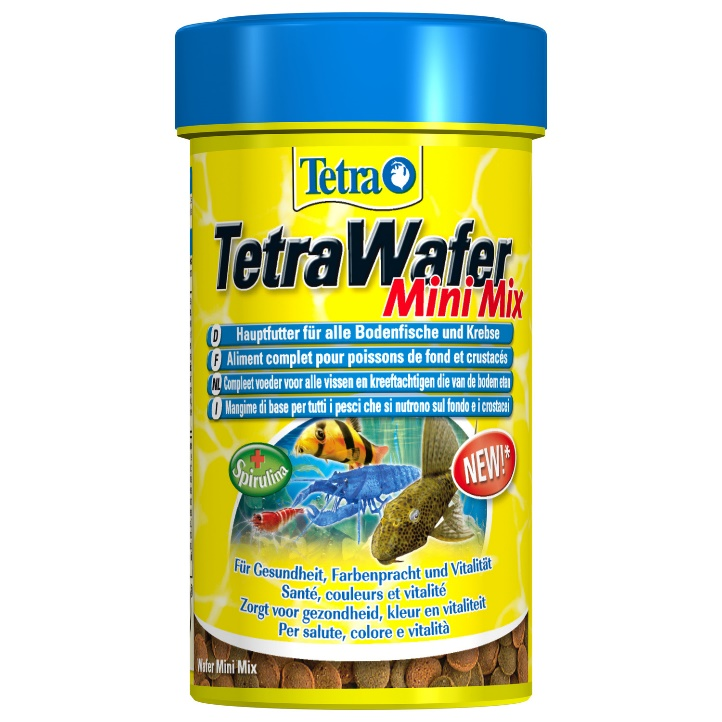 Tetra
TetraWafer
Mini Mix
D Hauptfutter für alle Bodenfische und Krebse
F Aliment complet pour poissons de fond et crustacés
NL Compleet voeder voor alle vissen en kreeftachtigen die van de bodem eten
I Mangime di base per tutti i pesci che si nutrono sul fondo e i crostacei
+
Spirulina
NEW!*
Für Gesundheit, Farbenpracht und Vitalität
Santé, couleurs et vitalité
Zorgt voor gezondheid, kleur en vitaliteit
Per salute, colore e vitalità
Wafer Mini Mix